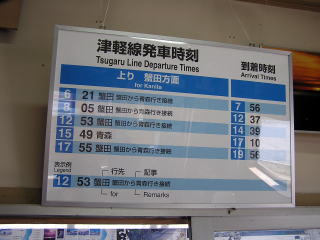 津軽線発車時刻
Tsugaru Line Departure Times
到着時刻
Arrival Times
上り 蟹田方面
for Kanita
6 21 蟹田 蟹田から青森行き接続
8 05 蟹田 蟹田から青森行き接続
12 53 蟹田 蟹田から青森行き接続
15 49 青森
17 55 蟹田 蟹田から青森行き接続
7 56
12 37
14 39
17 10
19 56
表示例
Legend
行先 記事
12 53 蟹田 蟹田から青森行き接続
for Remarks